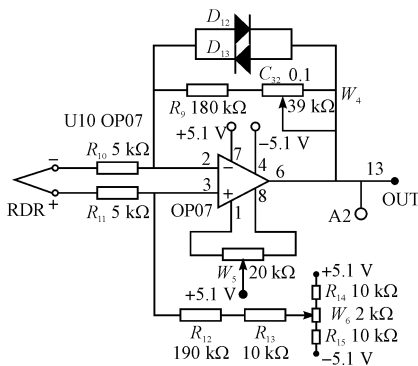 D12
D13
C32 0.1
R9 180 kΩ
39 kΩ
W4
U10 OP07
+5.1 V
−5.1 V
R10 5 kΩ
7
4
−
2
−
6
13
3
+
RDR
+
R11 5 kΩ
OP07
1
8
OUT
A2
W5 20 kΩ
+5.1 V
+5.1 V
R14 10 kΩ
W6 2 kΩ
R12
R13
R15 10 kΩ
190 kΩ
10 kΩ
−5.1 V